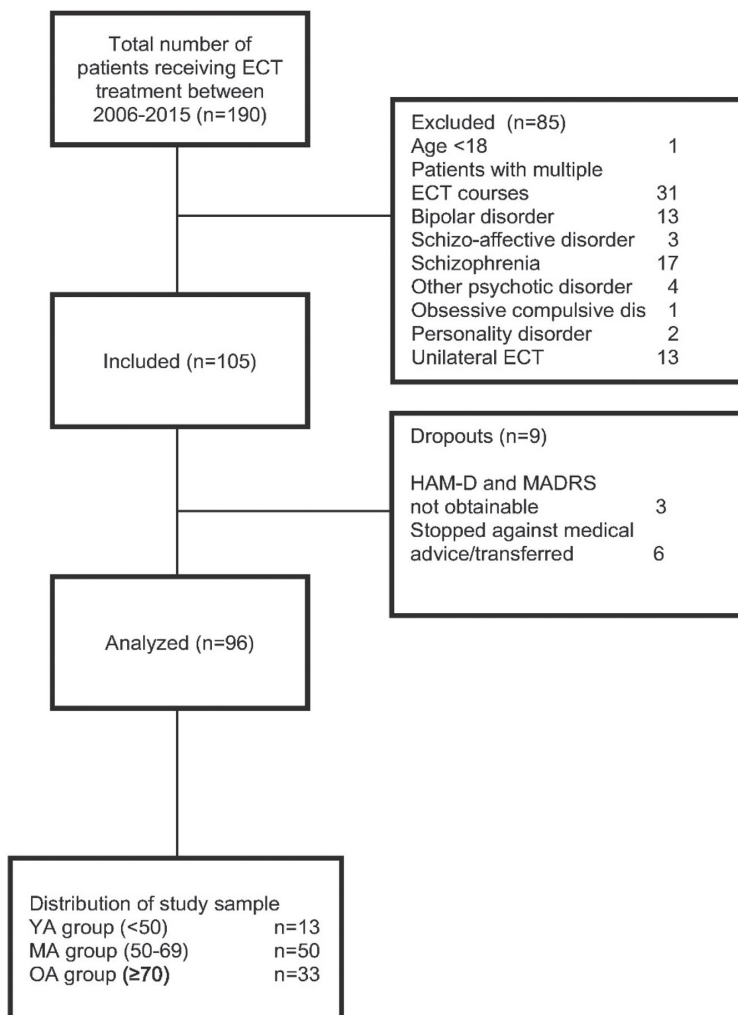 Total number of
patients receiving ECT
treatment between
2006-2015 (n=190)
Excluded (n=85)
Age <18 1
Patients with multiple
ECT courses 31
Bipolar disorder 13
Schizo-affective disorder 3
Schizophrenia 17
Other psychotic disorder 4
Obsessive compulsive dis 1
Personality disorder 2
Unilateral ECT 13
Included (n=105)
Dropouts (n=9)
HAM-D and MADRS
not obtainable 3
Stopped against medical
advice/transferred 6
Analyzed (n=96)
Distribution of study sample
YA group (<50) n=13
MA group (50-69) n=50
OA group (≥70) n=33